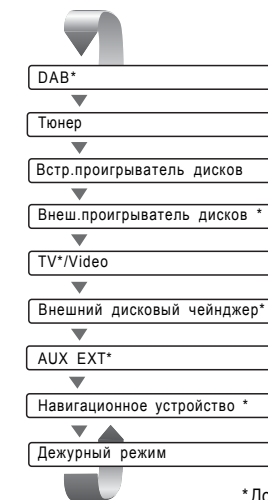 DAB*
Тюнер
Встр.проигрыватель дисков
Внеш.проигрыватель дисков *
TV*/Video
Внешний дисковый чейнджер*
AUX EXT*
Навигационное устройство *
Дежурный режим